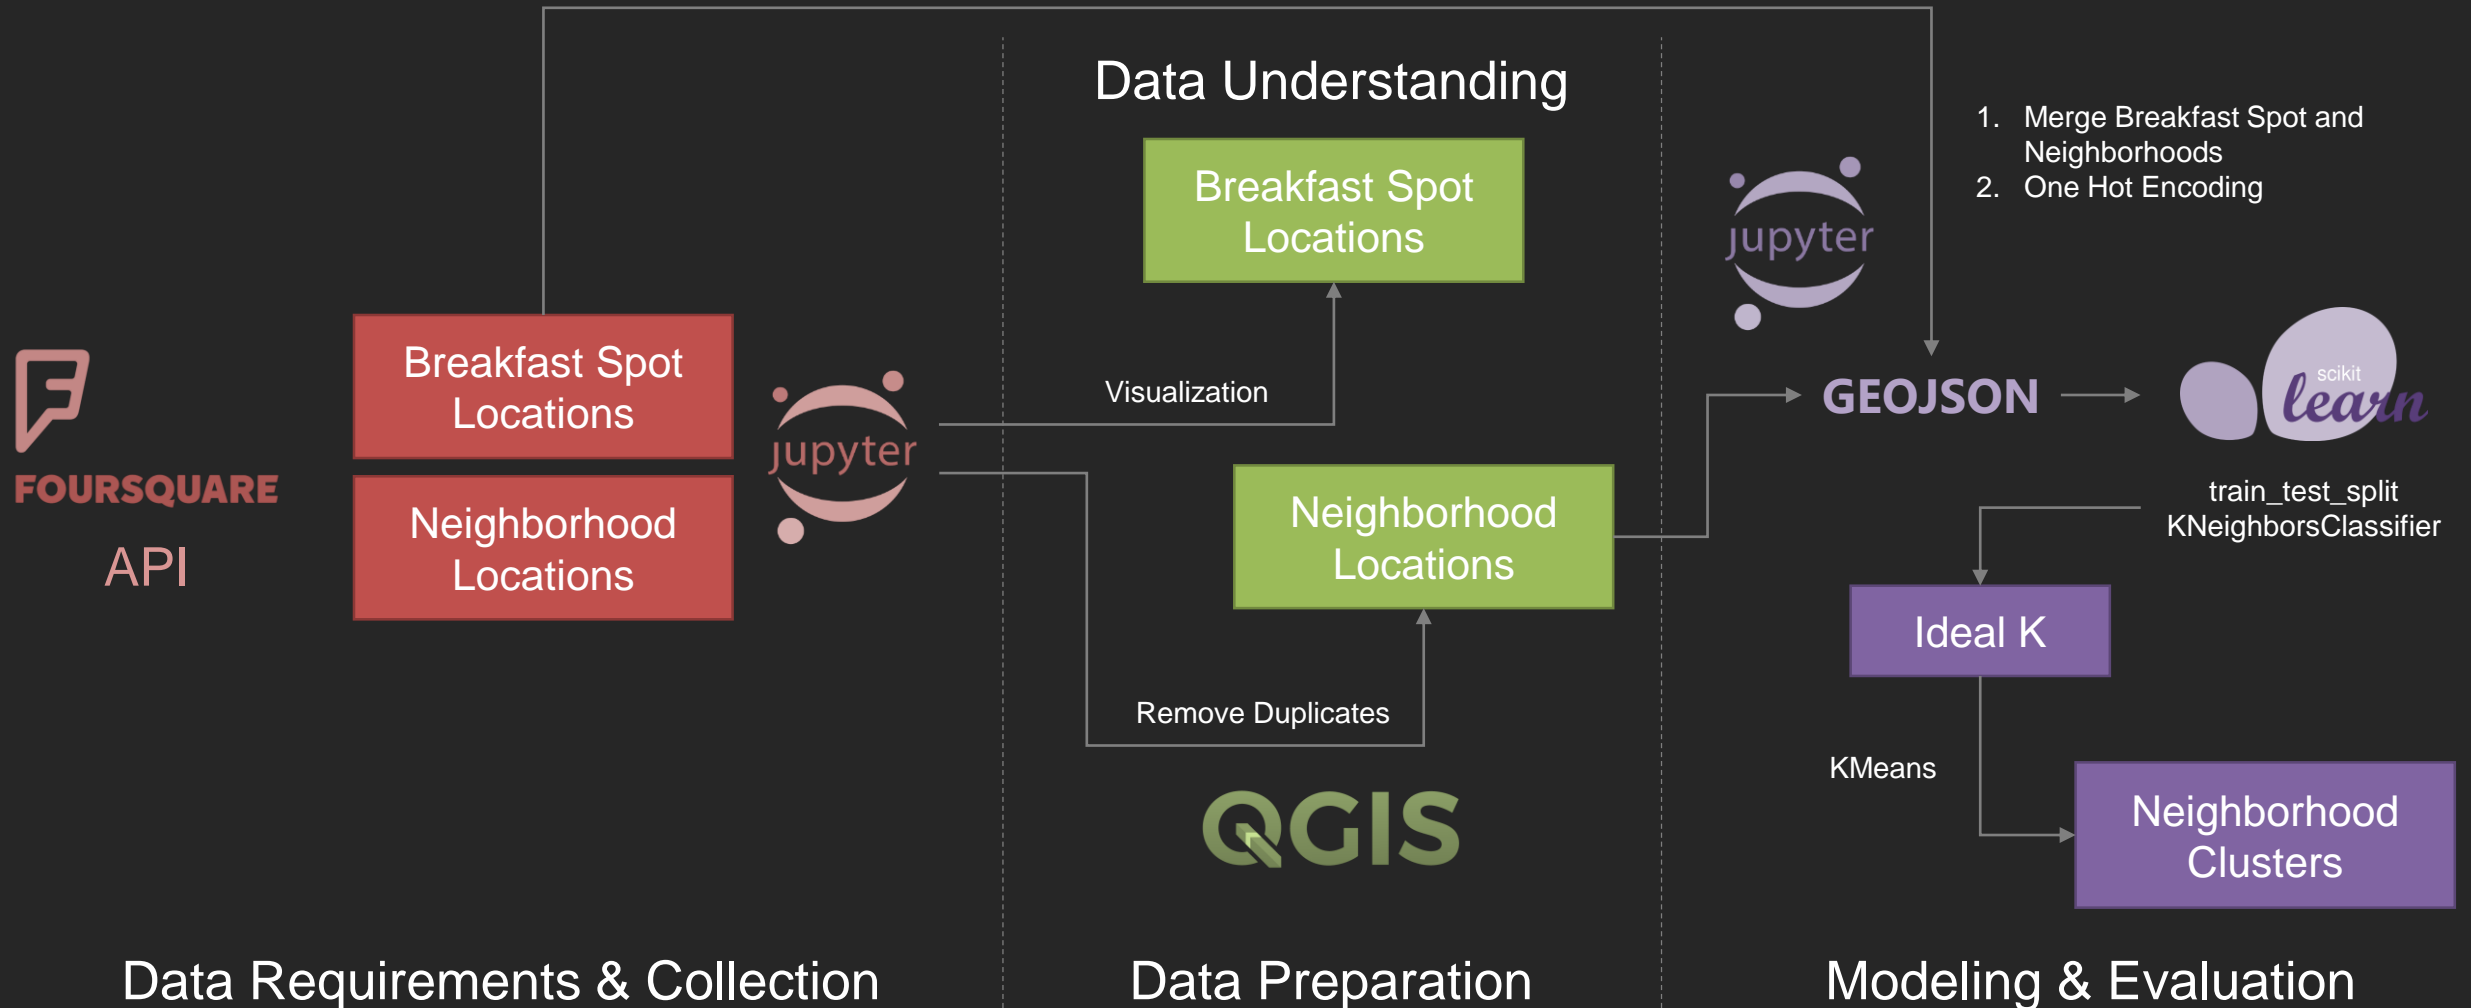 FOURSQUARE
API
Breakfast Spot
Locations
Neighborhood
Locations
jupyter
Data Requirements & Collection
Data Understanding
Breakfast Spot
Locations
Visualization
Neighborhood
Locations
Remove Duplicates
QGIS
Data Preparation
1. Merge Breakfast Spot and
Neighborhoods
2. One Hot Encoding
jupyter
GEOJSON
scikit
learn
train_test_split
KNeighborsClassifier
Ideal K
KMeans
Neighborhood
Clusters
Modeling & Evaluation